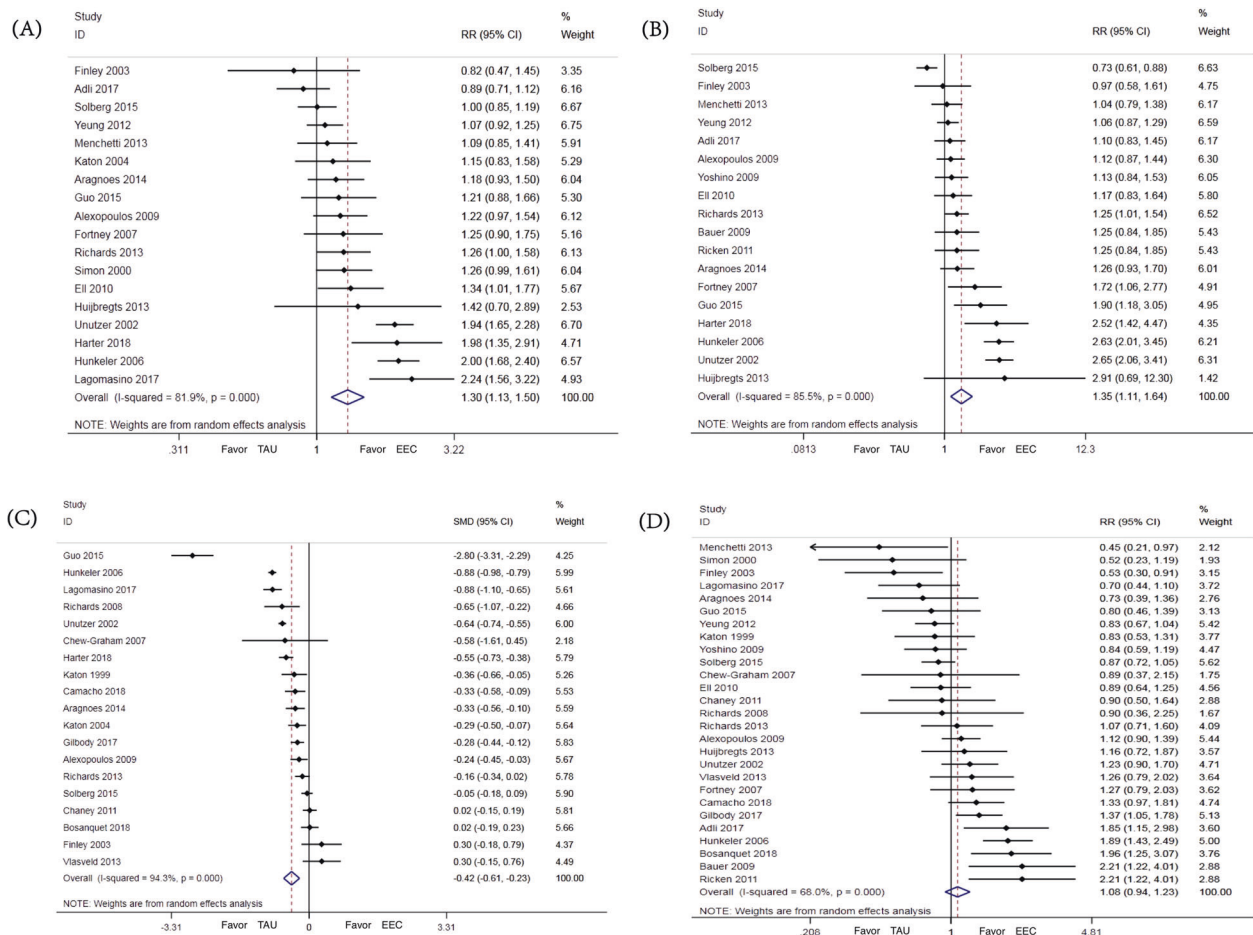 (A)
Study %
ID RR (95% CI) Weight
Finley 2003 0.82 (0.47, 1.45) 3.35
Adli 2017 0.89 (0.71, 1.12) 6.16
Solberg 2015 1.00 (0.85, 1.19) 6.67
Yeung 2012 1.07 (0.92, 1.25) 6.75
Menchetti 2013 1.09 (0.85, 1.41) 5.91
Katon 2004 1.15 (0.83, 1.58) 5.29
Aragnoes 2014 1.18 (0.93, 1.50) 6.04
Guo 2015 1.21 (0.88, 1.66) 5.30
Alexopoulos 2009 1.22 (0.97, 1.54) 6.12
Fortney 2007 1.25 (0.90, 1.75) 5.16
Richards 2013 1.26 (1.00, 1.58) 6.13
Simon 2000 1.26 (0.99, 1.61) 6.04
Ell 2010 1.34 (1.01, 1.77) 5.67
Huijbregts 2013 1.42 (0.70, 2.89) 2.53
Unutzer 2002 1.94 (1.65, 2.28) 6.70
Harter 2018 1.98 (1.35, 2.91) 4.71
Hunkeler 2006 2.00 (1.68, 2.40) 6.57
Lagomasino 2017 2.24 (1.56, 3.22) 4.93
Overall (I-squared = 81.9%, p = 0.000) 1.30 (1.13, 1.50) 100.00
NOTE: Weights are from random effects analysis
.311 Favor TAU 1 Favor EEC 3.22
(B)
Study %
ID RR (95% CI) Weight
Solberg 2015 0.73 (0.61, 0.88) 6.63
Finley 2003 0.97 (0.58, 1.61) 4.75
Menchetti 2013 1.04 (0.79, 1.38) 6.17
Yeung 2012 1.06 (0.87, 1.29) 6.59
Adli 2017 1.10 (0.83, 1.45) 6.17
Alexopoulos 2009 1.12 (0.87, 1.44) 6.30
Yoshino 2009 1.13 (0.84, 1.53) 6.05
Ell 2010 1.17 (0.83, 1.64) 5.80
Richards 2013 1.25 (1.01, 1.54) 6.52
Bauer 2009 1.25 (0.84, 1.85) 5.43
Ricken 2011 1.25 (0.84, 1.85) 5.43
Aragnoes 2014 1.26 (0.93, 1.70) 6.01
Fortney 2007 1.72 (1.06, 2.77) 4.91
Guo 2015 1.90 (1.18, 3.05) 4.95
Harter 2018 2.52 (1.42, 4.47) 4.35
Hunkeler 2006 2.63 (2.01, 3.45) 6.21
Unutzer 2002 2.65 (2.06, 3.41) 6.31
Huijbregts 2013 2.91 (0.69, 12.30) 1.42
Overall (I-squared = 85.5%, p = 0.000) 1.35 (1.11, 1.64) 100.00
NOTE: Weights are from random effects analysis
.0813 Favor TAU 1 Favor EEC 12.3
(C)
Study %
ID SMD (95% CI) Weight
Guo 2015 -2.80 (-3.31, -2.29) 4.25
Hunkeler 2006 -0.88 (-0.98, -0.79) 5.99
Lagomasino 2017 -0.88 (-1.10, -0.65) 5.61
Richards 2008 -0.65 (-1.07, -0.22) 4.66
Unutzer 2002 -0.64 (-0.74, -0.55) 6.00
Chew-Graham 2007 -0.58 (-1.61, 0.45) 2.18
Harter 2018 -0.55 (-0.73, -0.38) 5.79
Katon 1999 -0.36 (-0.66, -0.05) 5.26
Camacho 2018 -0.33 (-0.58, -0.09) 5.53
Aragnoes 2014 -0.33 (-0.56, -0.10) 5.59
Katon 2004 -0.29 (-0.50, -0.07) 5.64
Gilbody 2017 -0.28 (-0.44, -0.12) 5.83
Alexopoulos 2009 -0.24 (-0.45, -0.03) 5.67
Richards 2013 -0.16 (-0.34, 0.02) 5.78
Solberg 2015 -0.05 (-0.18, 0.09) 5.90
Chaney 2011 0.02 (-0.15, 0.19) 5.81
Bosanquet 2018 0.02 (-0.19, 0.23) 5.66
Finley 2003 0.30 (-0.18, 0.79) 4.37
Vlasveld 2013 0.30 (-0.15, 0.76) 4.49
Overall (I-squared = 94.3%, p = 0.000) -0.42 (-0.61, -0.23) 100.00
NOTE: Weights are from random effects analysis
-3.31 Favor TAU 0 Favor EEC 3.31
(D)
Study %
ID RR (95% CI) Weight
Menchetti 2013 0.45 (0.21, 0.97) 2.12
Simon 2000 0.52 (0.23, 1.19) 1.93
Finley 2003 0.53 (0.30, 0.91) 3.15
Lagomasino 2017 0.70 (0.44, 1.10) 3.72
Aragnoes 2014 0.73 (0.39, 1.36) 2.76
Guo 2015 0.80 (0.46, 1.39) 3.13
Yeung 2012 0.83 (0.67, 1.04) 5.42
Katon 1999 0.83 (0.53, 1.31) 3.77
Yoshino 2009 0.84 (0.59, 1.19) 4.47
Solberg 2015 0.87 (0.72, 1.05) 5.62
Chew-Graham 2007 0.89 (0.37, 2.15) 1.75
Ell 2010 0.89 (0.64, 1.25) 4.56
Chaney 2011 0.90 (0.50, 1.64) 2.88
Richards 2008 0.90 (0.36, 2.25) 1.67
Richards 2013 1.07 (0.71, 1.60) 4.09
Alexopoulos 2009 1.12 (0.90, 1.39) 5.44
Huijbregts 2013 1.16 (0.72, 1.87) 3.57
Unutzer 2002 1.23 (0.90, 1.70) 4.71
Vlasveld 2013 1.26 (0.79, 2.02) 3.64
Fortney 2007 1.27 (0.79, 2.03) 3.62
Camacho 2018 1.33 (0.97, 1.81) 4.74
Gilbody 2017 1.37 (1.05, 1.78) 5.13
Adli 2017 1.85 (1.15, 2.98) 3.60
Hunkeler 2006 1.89 (1.43, 2.49) 5.00
Bosanquet 2018 1.96 (1.25, 3.07) 3.76
Bauer 2009 2.21 (1.22, 4.01) 2.88
Ricken 2011 2.21 (1.22, 4.01) 2.88
Overall (I-squared = 68.0%, p = 0.000) 1.08 (0.94, 1.23) 100.00
NOTE: Weights are from random effects analysis
.208 Favor TAU 1 Favor EEC 4.81